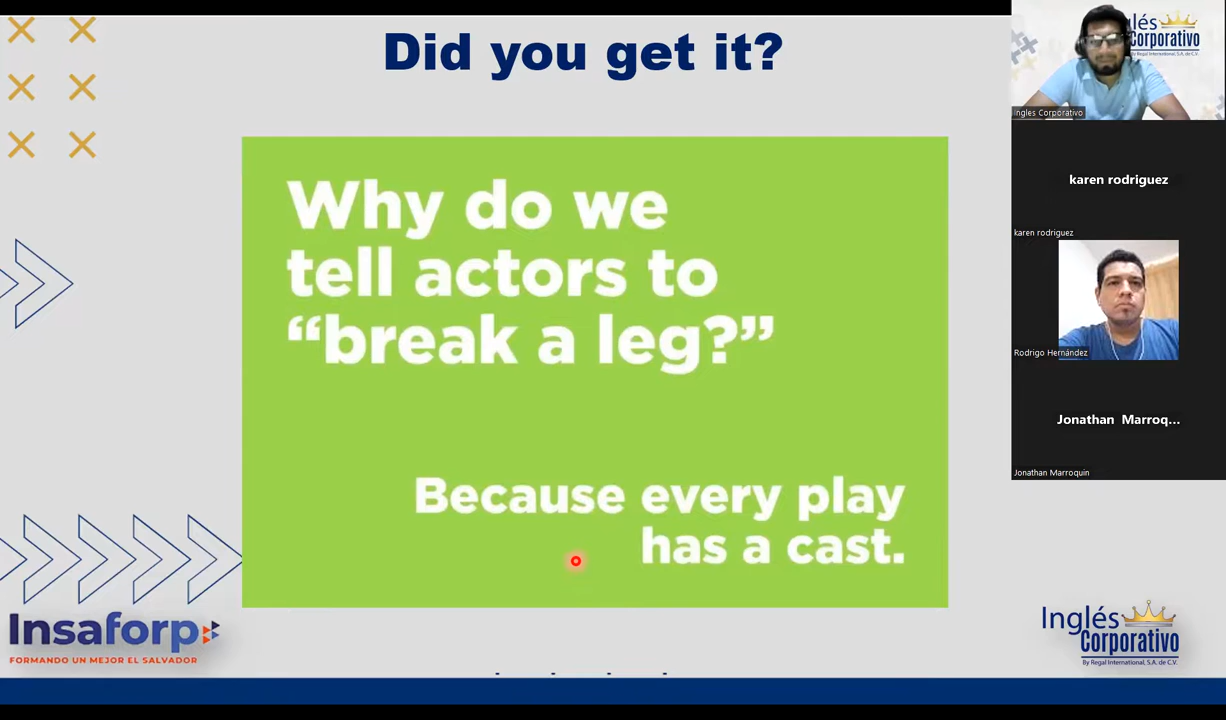 Did you get it?
Why do we
tell actors to
“break a leg?”
Because every play
has a cast.
Insaforp
FORMANDO UN MEJOR EL SALVADOR
Inglés
Corporativo
By Regal International, S.A. de C.V.
lés
Corporativo
By Regal International, S.A. de C.V.
Ingles Corporativo
karen rodriguez
karen rodriguez
Rodrigo Hernández
Jonathan Marroq...
Jonathan Marroquin